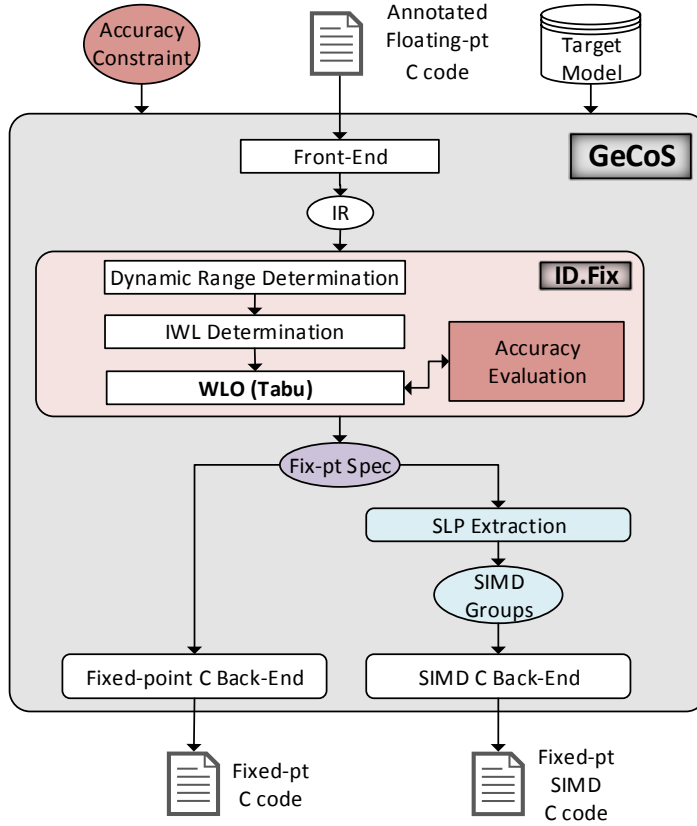 Accuracy
Constraint
Annotated
Floating-pt
C code
Target
Model
GeCoS
Front-End
IR
ID.Fix
Dynamic Range Determination
IWL Determination
WLO (Tabu)
Accuracy
Evaluation
Fix-pt Spec
SLP Extraction
SIMD
Groups
Fixed-point C Back-End
SIMD C Back-End
Fixed-pt
C code
Fixed-pt
SIMD
C code